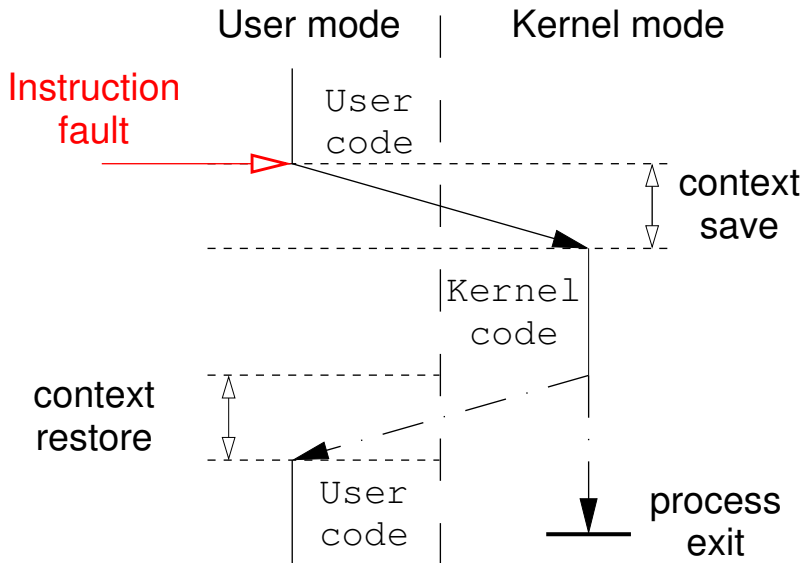 User mode
Kernel mode
Instruction
fault
User
code
context
save
Kernel
code
context
restore
User
code
process
exit